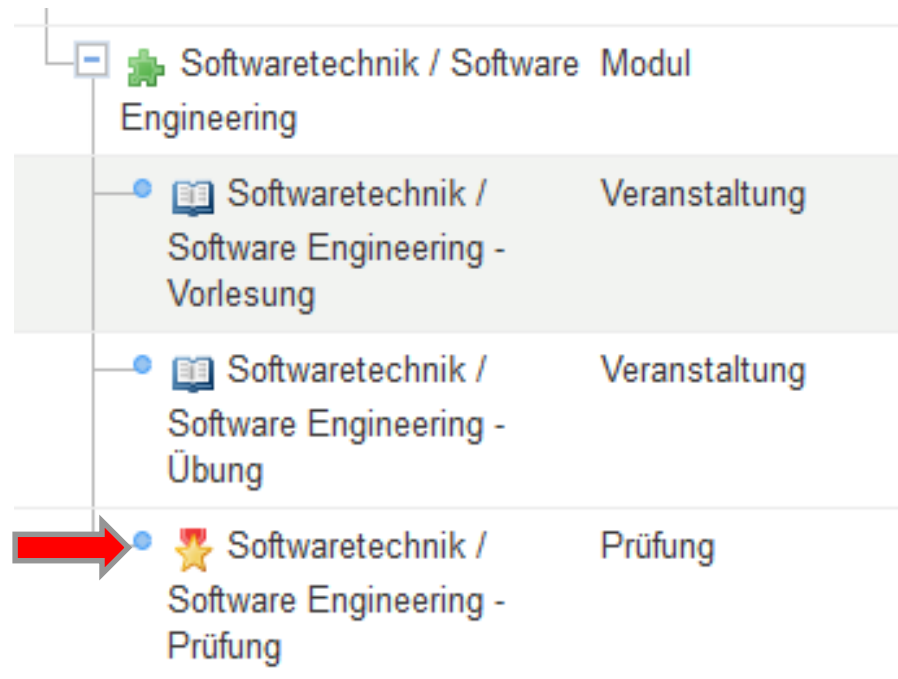 Softwaretechnik / Software Modul
Engineering
Softwaretechnik / Veranstaltung
Software Engineering -
Vorlesung
Softwaretechnik / Veranstaltung
Software Engineering -
Übung
Softwaretechnik / Prüfung
Software Engineering -
Prüfung